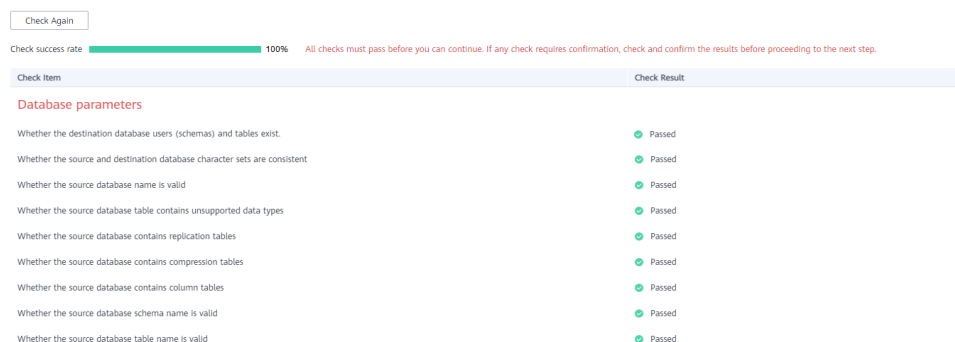 Check Again
Check success rate 100% All checks must pass before you can continue. If any check requires confirmation, check and confirm the results before proceeding to the next step.
Check Item Check Result
Database parameters
Whether the destination database users (schemas) and tables exist. Passed
Whether the source and destination database character sets are consistent Passed
Whether the source database name is valid Passed
Whether the source database table contains unsupported data types Passed
Whether the source database contains replication tables Passed
Whether the source database contains compression tables Passed
Whether the source database contains column tables Passed
Whether the source database schema name is valid Passed
Whether the source database table name is valid Passed